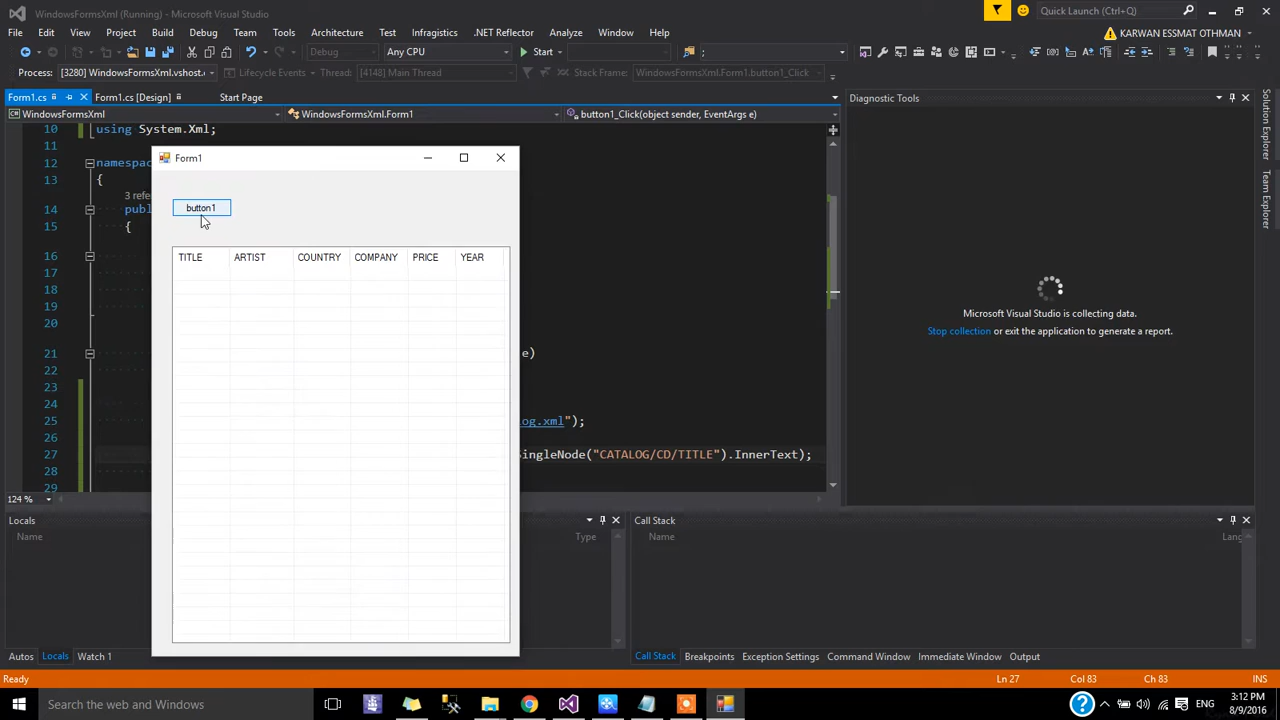 WindowsFormsXml (Running) - Microsoft Visual Studio
Quick Launch (Ctrl+Q)
File Edit View Project Build Debug Team Tools Architecture Test Infragistics .NET Reflector Analyze Window Help
KARWAN ESSMAT OTHMAN
Debug Any CPU Start ;
Process: [3280] WindowsFormsXml.vshost.e Lifecycle Events Thread: [4148] Main Thread Stack Frame: WindowsFormsXml.Form1.button1_Click
Form1.cs Form1.cs [Design] Start Page
Diagnostic Tools
WindowsFormsXml WindowsFormsXml.Form1 button1_Click(object sender, EventArgs e)
10 using System.Xml;
11
12 namespac
13 {
3 refe
14 publ
15 {
16
17
18
19
20
21 e)
22
23
24
25 og.xml");
26
27 SingleNode("CATALOG/CD/TITLE").InnerText);
28
29
Form1
button1
TITLE ARTIST COUNTRY COMPANY PRICE YEAR
Microsoft Visual Studio is collecting data.
Stop collection or exit the application to generate a report.
Solution Explorer
Team Explorer
124 %
Locals
Name Type
Call Stack
Name Lang
Autos Locals Watch 1
Call Stack Breakpoints Exception Settings Command Window Immediate Window Output
Ready Ln 27 Col 83 Ch 83 INS
Search the web and Windows
ENG
3:12 PM
8/9/2016